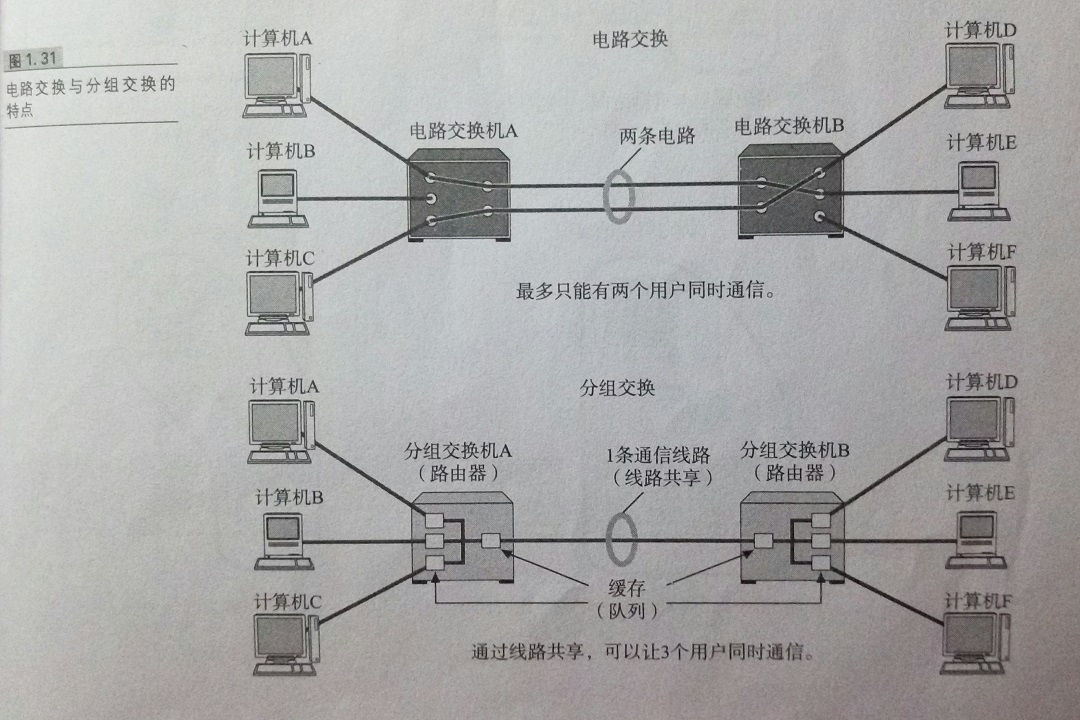 图1.31
电路交换与分组交换的
特点
电路交换
计算机A
计算机D
电路交换机A
两条电路
电路交换机B
计算机B
计算机E
计算机C
计算机F
最多只能有两个用户同时通信。
分组交换
计算机A
计算机D
分组交换机A
（路由器）
1条通信线路
（线路共享）
分组交换机B
（路由器）
计算机B
计算机E
缓存
（队列）
计算机C
计算机F
通过线路共享，可以让3个用户同时通信。